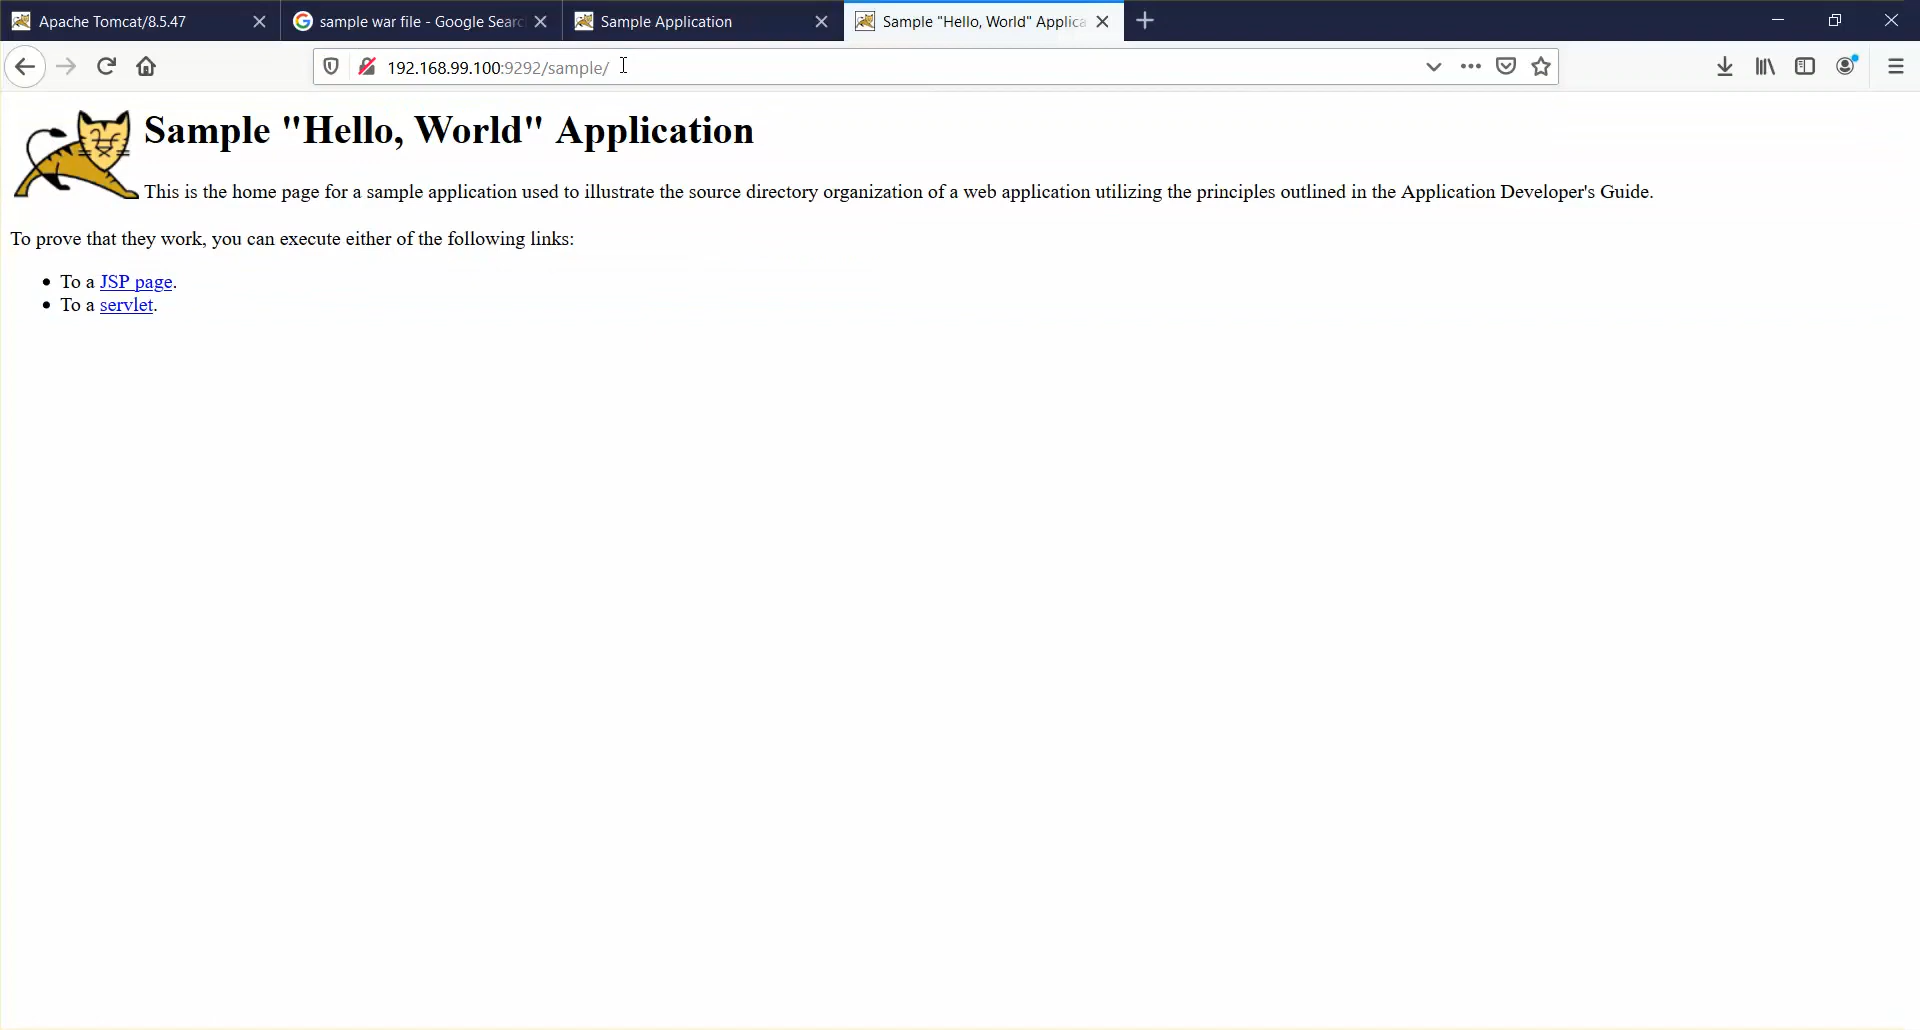 Apache Tomcat/8.5.47
sample war file - Google Searc
Sample Application
Sample "Hello, World" Applica
192.168.99.100:9292/sample/
Sample "Hello, World" Application
This is the home page for a sample application used to illustrate the source directory organization of a web application utilizing the principles outlined in the Application Developer's Guide.
To prove that they work, you can execute either of the following links:
• To a JSP page.
• To a servlet.